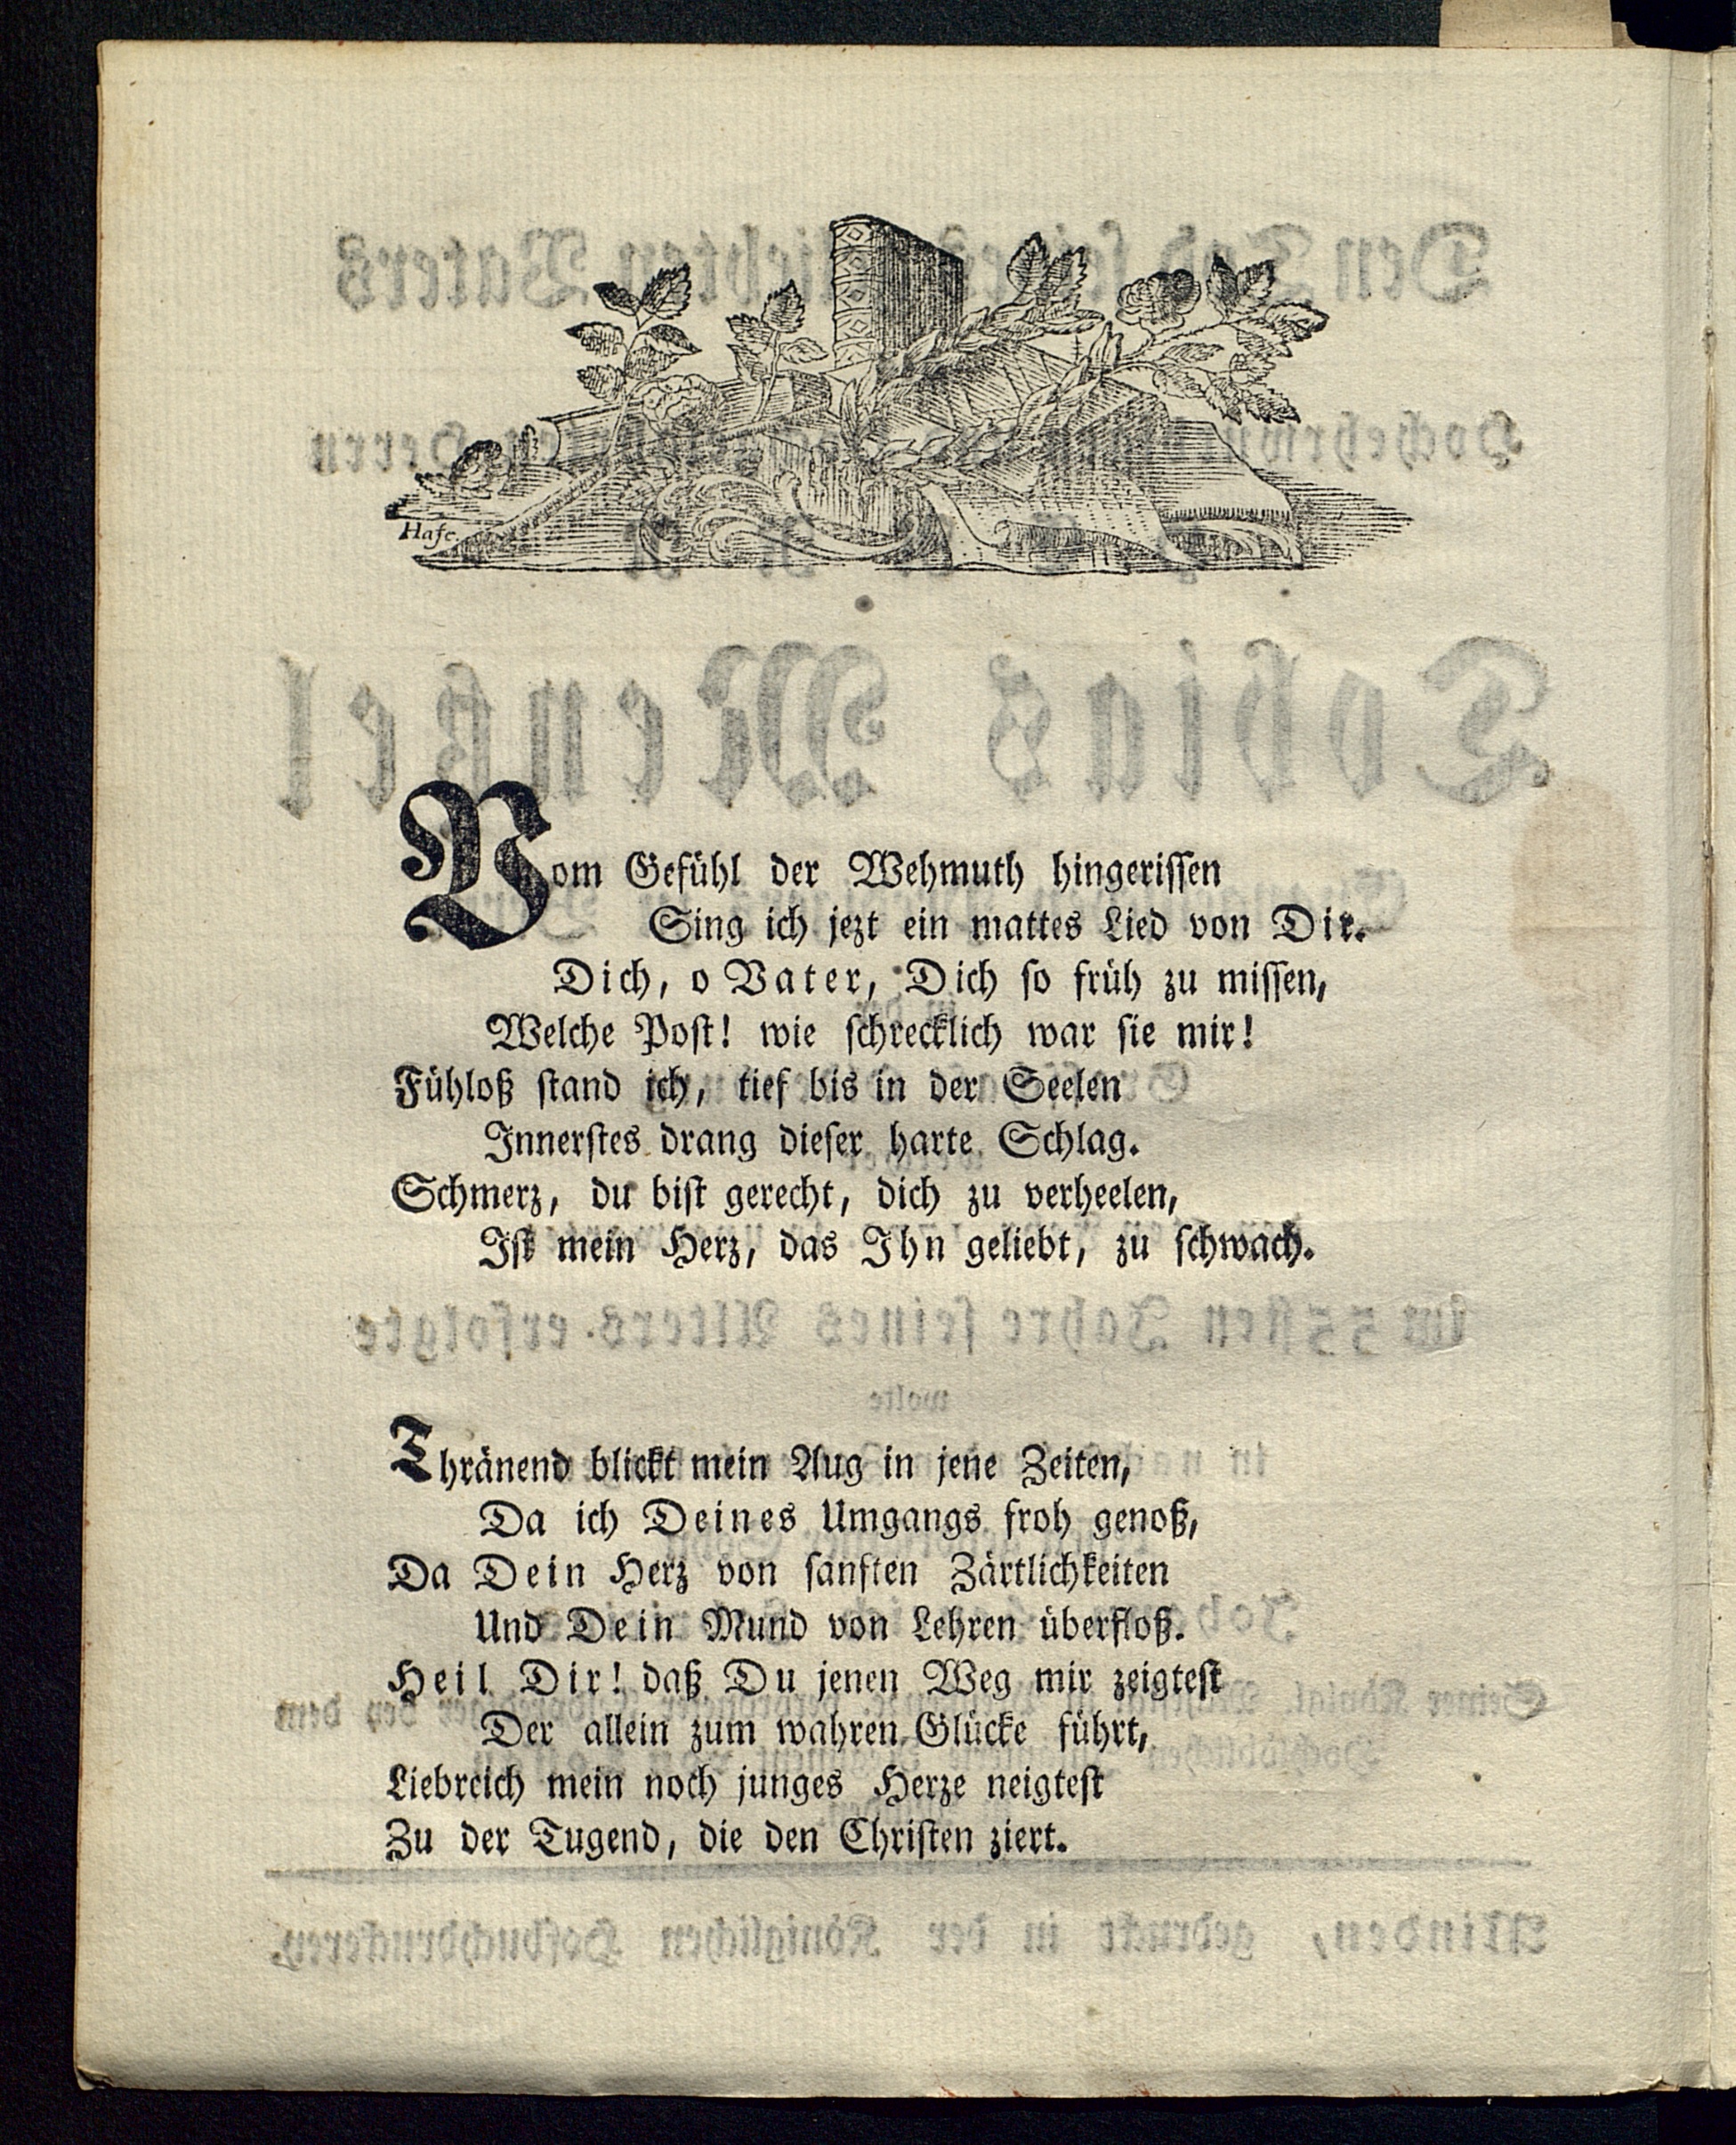 Hase.
Vom Gefühl der Wehmuth hingeriſſen
Sing ich jezt ein mattes Lied von Dir.
Dich, o Vater, Dich ſo früh zu miſſen,
Welche Poſt! wie ſchrecklich war ſie mir!
Fühloß ſtand ich, tief bis in der Seelen
Innerſtes drang dieſer harte Schlag.
Schmerz, du biſt gerecht, dich zu verheelen,
Iſt mein Herz, das Ihn geliebt, zu ſchwach.
Thränend blickt mein Aug in jene Zeiten,
Da ich Deines Umgangs froh genoß,
Da Dein Herz von ſanften Zärtlichkeiten
Und Dein Mund von Lehren überfloß.
Heil Dir! daß Du jenen Weg mir zeigteſt
Der allein zum wahren Glücke führt,
Liebreich mein noch junges Herze neigteſt
Zu der Tugend, die den Chriſten ziert.